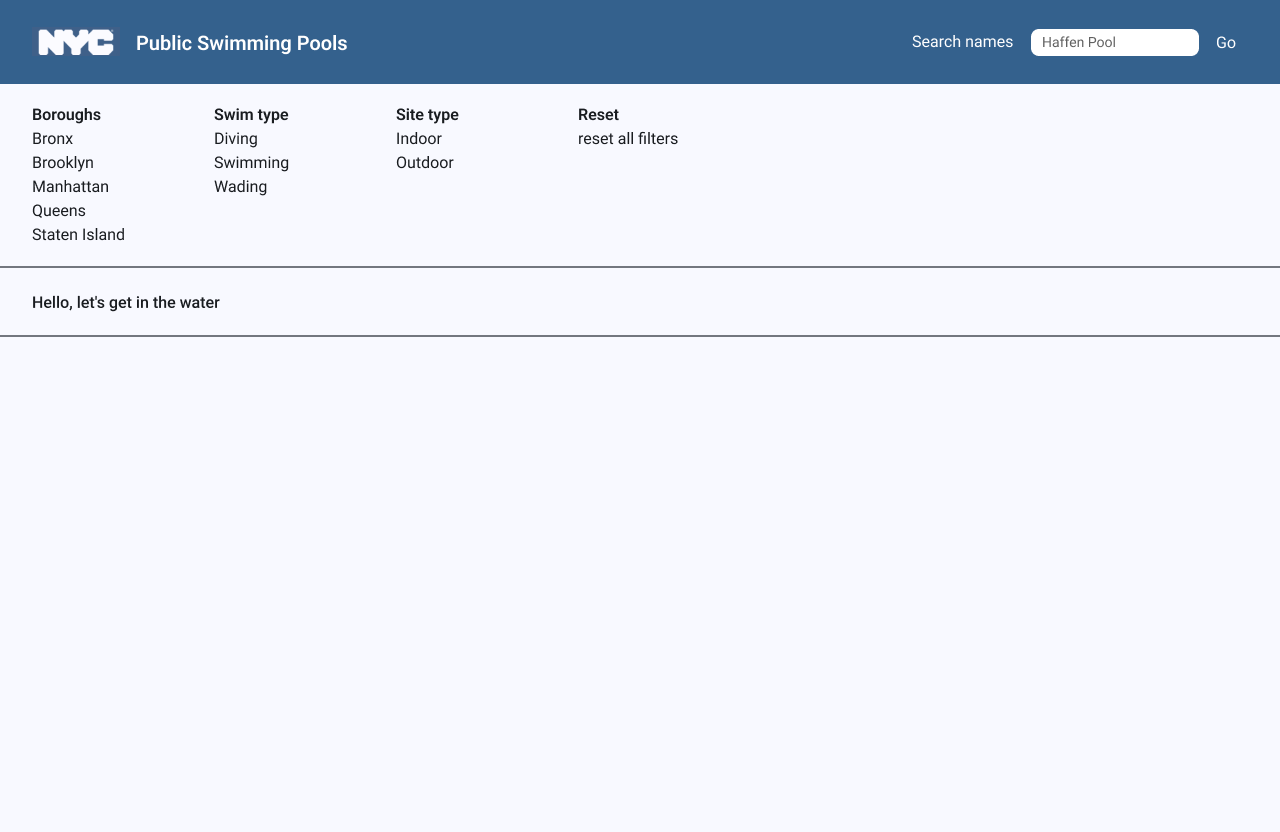 NYC
Public Swimming Pools
Search names
Haffen Pool
Go
Boroughs
Bronx
Brooklyn
Manhattan
Queens
Staten Island
Swim type
Diving
Swimming
Wading
Site type
Indoor
Outdoor
Reset
reset all filters
Hello, let's get in the water